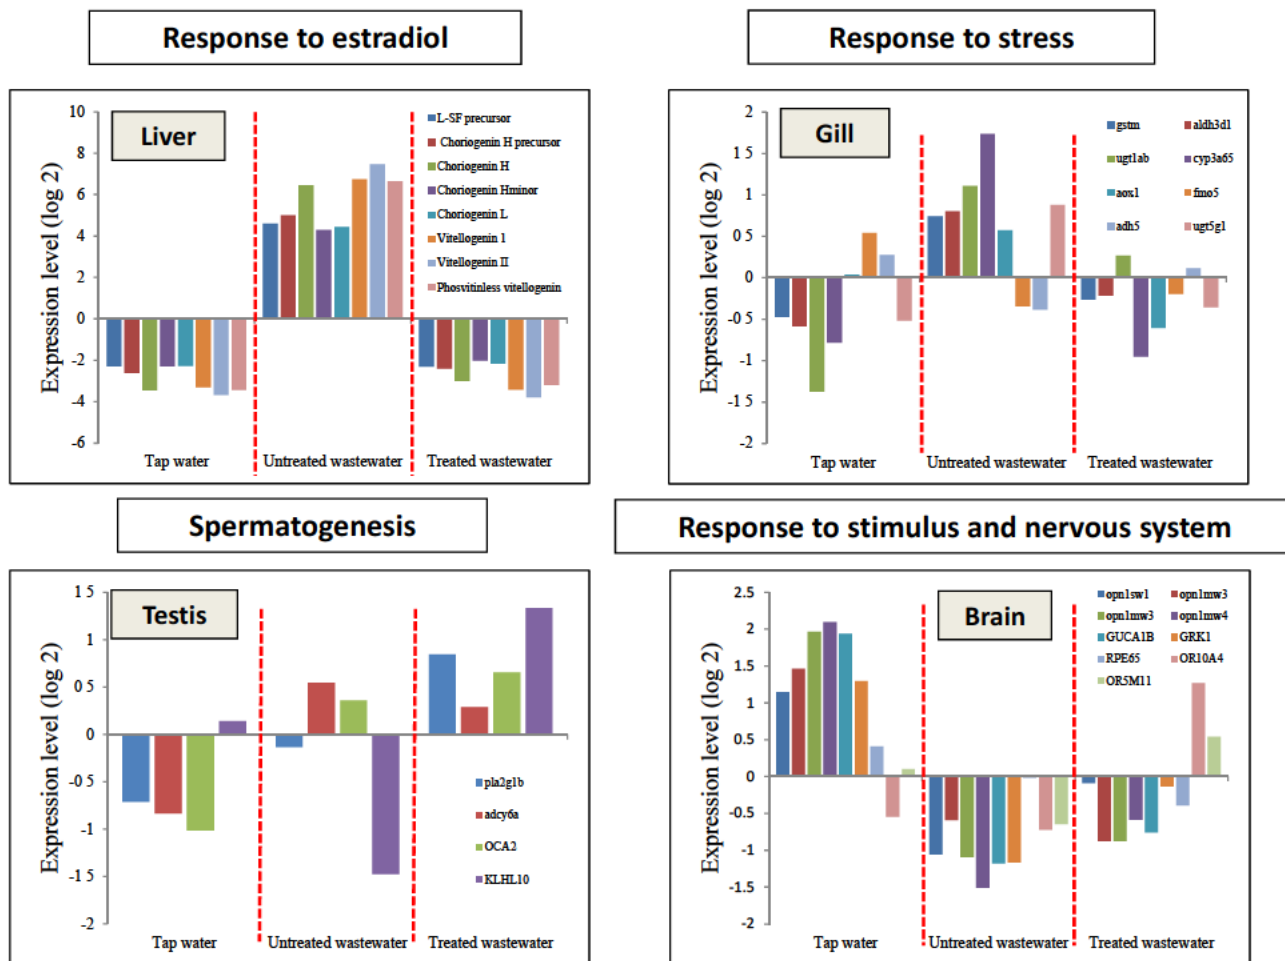 Response to estradiol
Response to stress
Liver
Expression level (log 2)
10
8
6
4
2
0
-2
-4
-6
L-SF precursor
Choriogenin H precursor
Choriogenin H
Choriogenin Hminor
Choriogenin L
Vitellogenin 1
Vitellogenin II
Phosvitinless vitellogenin
Tap water
Untreated wastewater
Treated wastewater
Gill
Expression level (log 2)
2
1 5
1
0 5
0
-0 5
-1
-1 5
-2
gstm
aldh3d1
ugt1ab
cyp3a65
aox1
fmo5
adh5
ugt5g1
Tap water
Untreated wastewater
Treated wastewater
Spermatogenesis
Response to stimulus and nervous system
Testis
Expression level (log 2)
1 5
1
0 5
0
-0.5
-1
-1 5
-2
pla2g1b
adcy6a
OCA2
KLHL10
Tap water
Untreated wastewater
Treated wastewater
Brain
Expression level (log 2)
2.5
2
1.5
1
0.5
0
-0.5
-1
-1.5
-2
opn1sw1
opn1mw3
opn1mw3
opn1mw4
GUCA1B
GRK1
RPE65
OR10A4
OR5M11
Tap water
Untreated wastewater
Treated wastewater